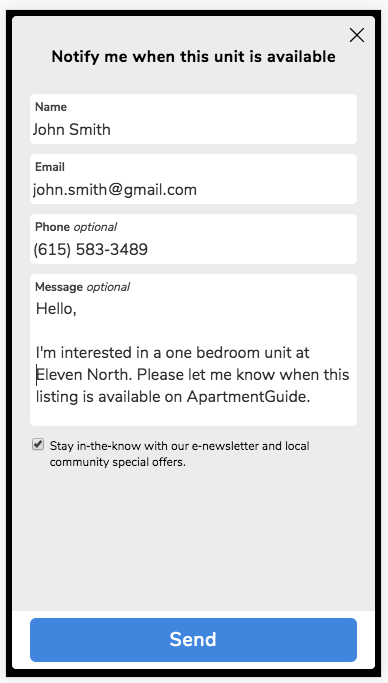 Notify me when this unit is available
Name
John Smith
Email
john.smith@gmail.com
Phone optional
(615) 583-3489
Message optional
Hello,
I'm interested in a one bedroom unit at
Eleven North. Please let me know when this
listing is available on ApartmentGuide.
Stay in-the-know with our e-newsletter and local
community special offers.
Send